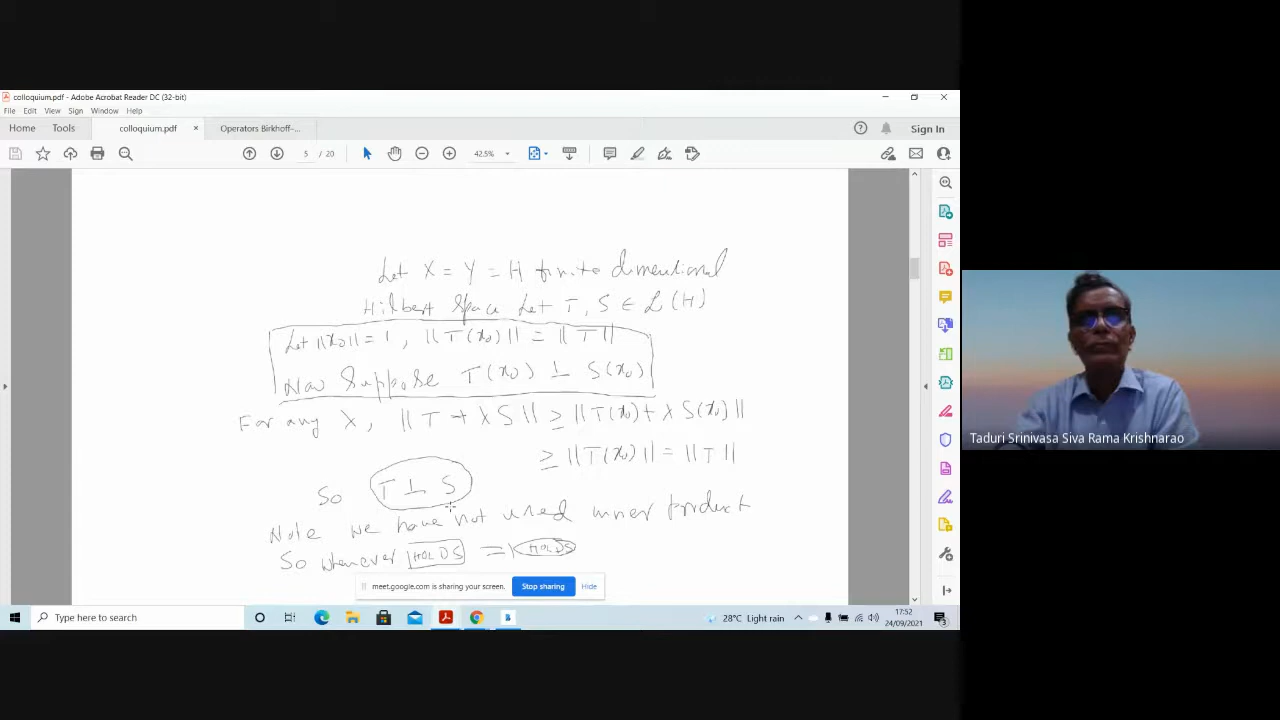 colloquium.pdf - Adobe Acrobat Reader DC (32-bit)
File Edit View Sign Window Help
Home Tools colloquium.pdf × Operators Birkhoff-... Sign In
5 / 20 42.5%
Let X = Y = H finite dimentional
Hilbert Space Let T, S ∈ L(H)
Let ||x0|| = 1, ||T(x0)|| = ||T||
Now Suppose T(x0) ⊥ S(x0)
For any λ, ||T + λS|| ≥ ||T(x0) + λ S(x0)||
≥ ||T(x0)|| = ||T||
So T ⊥ S
Note we have not used inner product
So whenever HOLDS => HOLDS
meet.google.com is sharing your screen. Stop sharing Hide
Type here to search
28°C Light rain
17:52
24/09/2021
3
Taduri Srinivasa Siva Rama Krishnarao